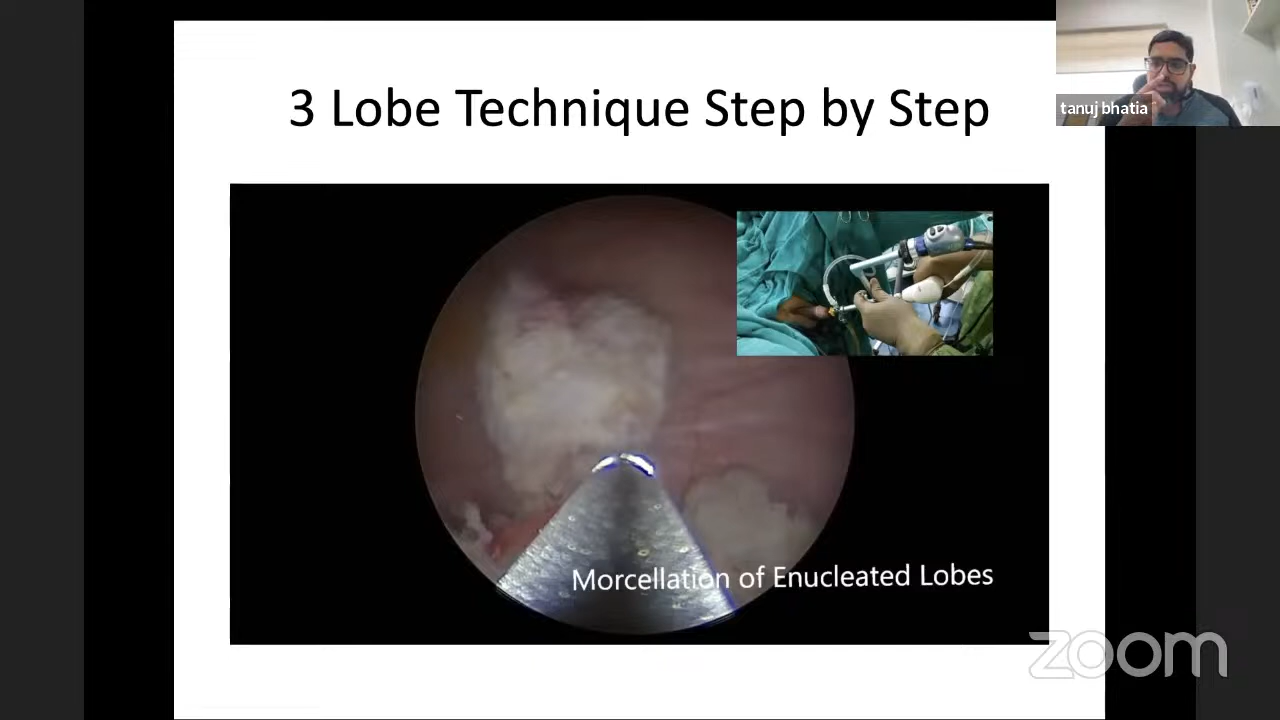 3 Lobe Technique Step by Step
tanuj bhatia
Morcellation of Enucleated Lobes
zoom